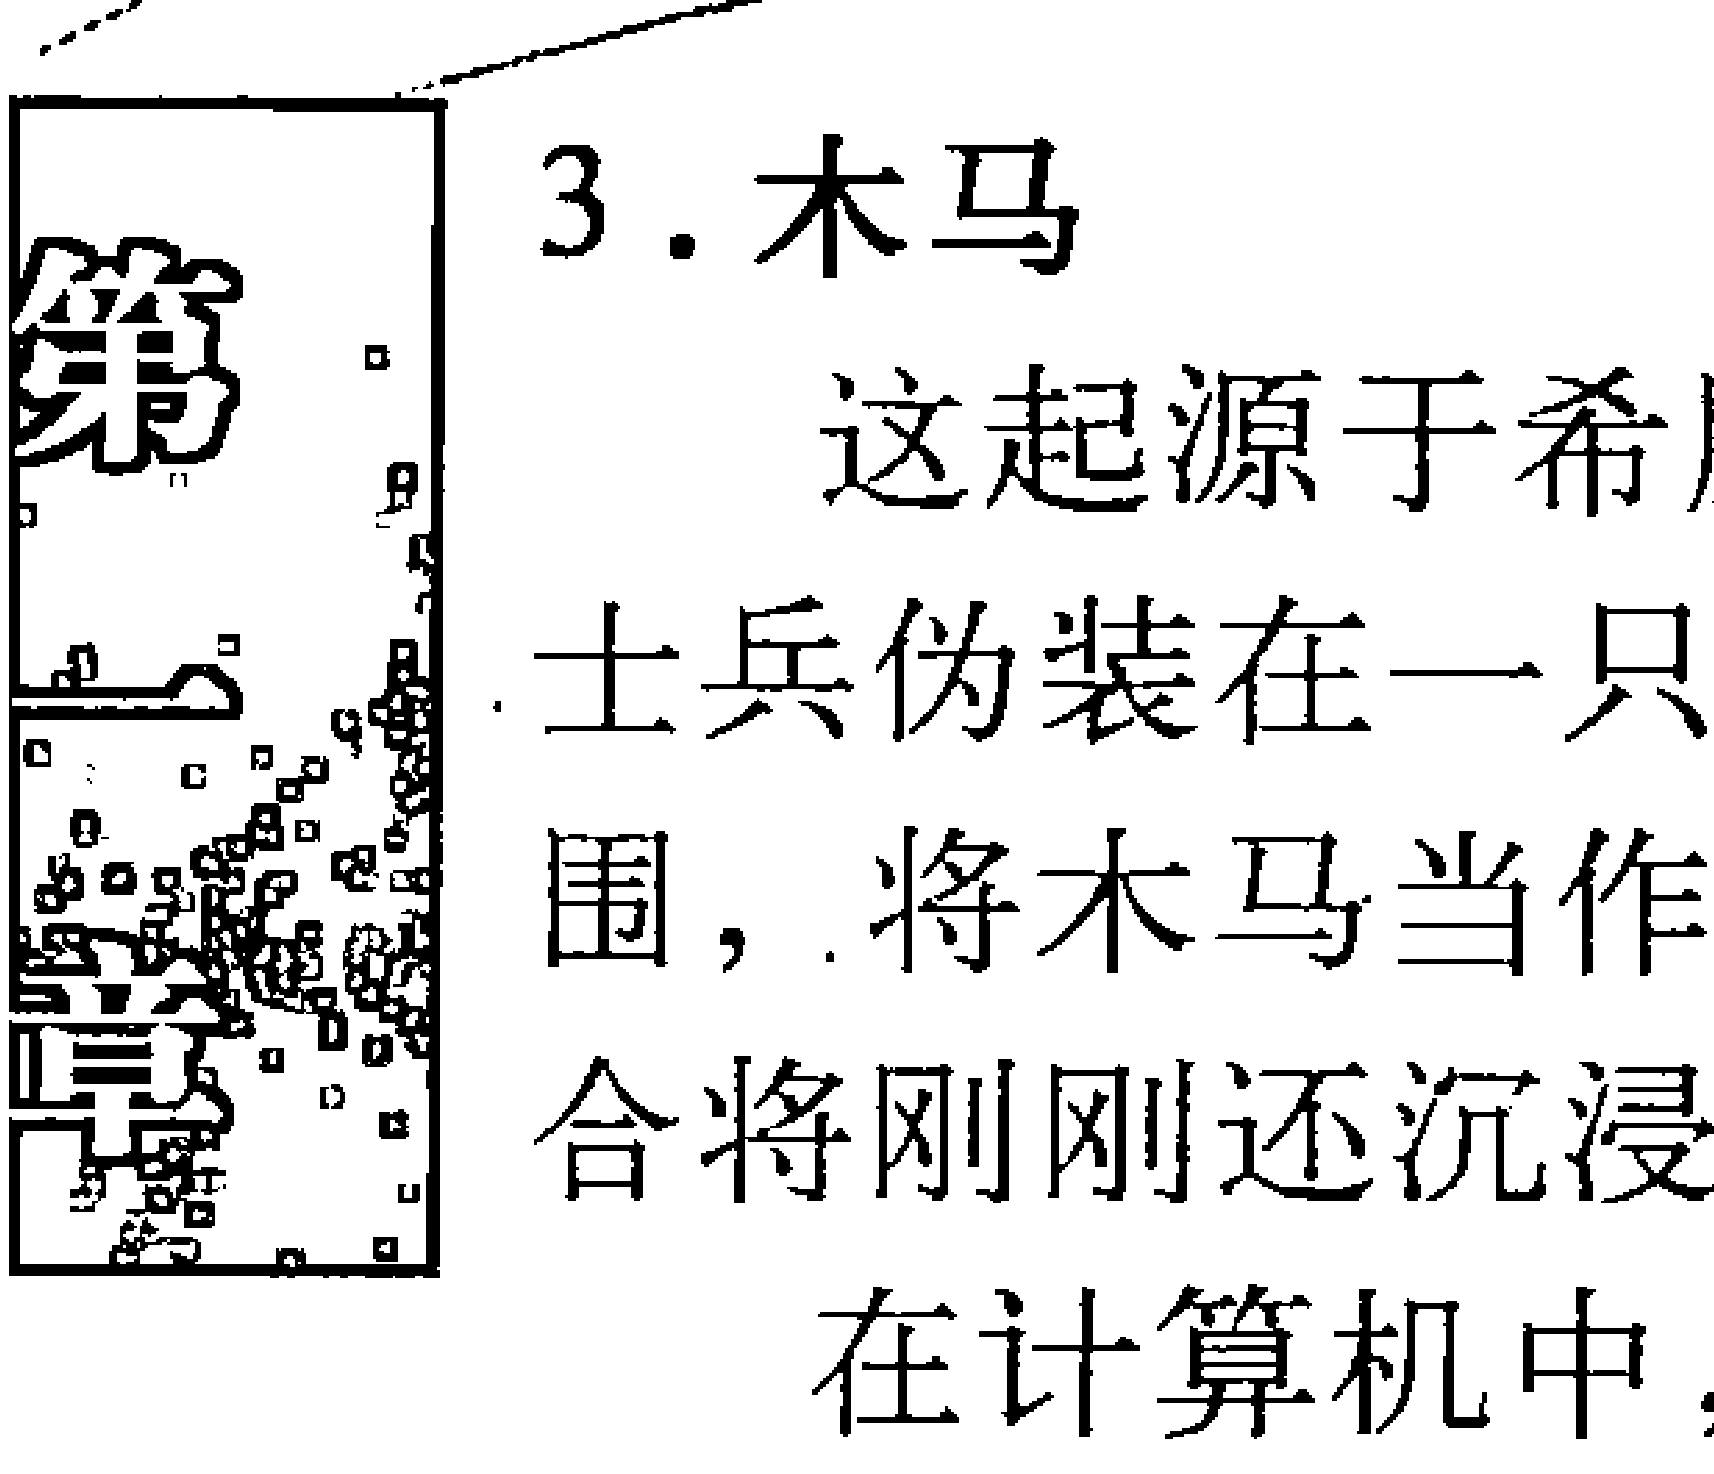 第
一
章
3．木马
这起源于希
士兵伪装在一只
围，将木马当作
合将刚刚还沉浸
在计算机中，